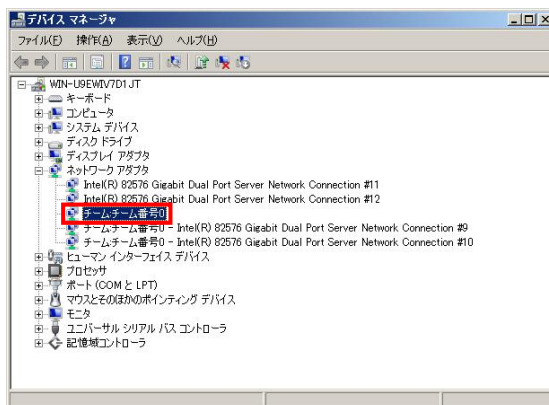 デバイス マネージャ
ファイル(F) 操作(A) 表示(V) ヘルプ(H)
WIN-U9EWIV7D1JT
キーボード
コンピュータ
システム デバイス
ディスク ドライブ
ディスプレイ アダプタ
ネットワーク アダプタ
Intel(R) 82576 Gigabit Dual Port Server Network Connection #11
Intel(R) 82576 Gigabit Dual Port Server Network Connection #12
チーム:チーム番号0
チーム:チーム番号0 - Intel(R) 82576 Gigabit Dual Port Server Network Connection #9
チーム:チーム番号0 - Intel(R) 82576 Gigabit Dual Port Server Network Connection #10
ヒューマン インターフェイス デバイス
プロセッサ
ポート (COM と LPT)
マウスとそのほかのポインティング デバイス
モニタ
ユニバーサル シリアル バス コントローラ
記憶域コントローラ